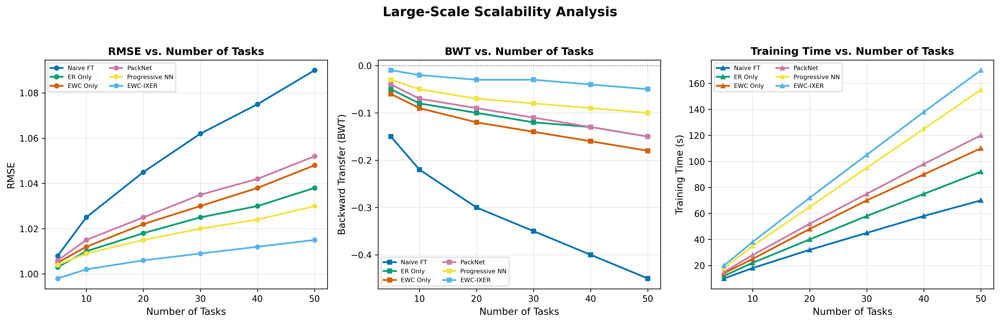 Large-Scale Scalability Analysis
RMSE vs. Number of Tasks
Naive FT
ER Only
EWC Only
PackNet
Progressive NN
EWC-IXER
RMSE
1.08
1.06
1.04
1.02
1.00
10 20 30 40 50
Number of Tasks
BWT vs. Number of Tasks
Backward Transfer (BWT)
0.0
−0.1
−0.2
−0.3
−0.4
Naive FT
ER Only
EWC Only
PackNet
Progressive NN
EWC-IXER
10 20 30 40 50
Number of Tasks
Training Time vs. Number of Tasks
Naive FT
ER Only
EWC Only
PackNet
Progressive NN
EWC-IXER
Training Time (s)
160
140
120
100
80
60
40
20
10 20 30 40 50
Number of Tasks